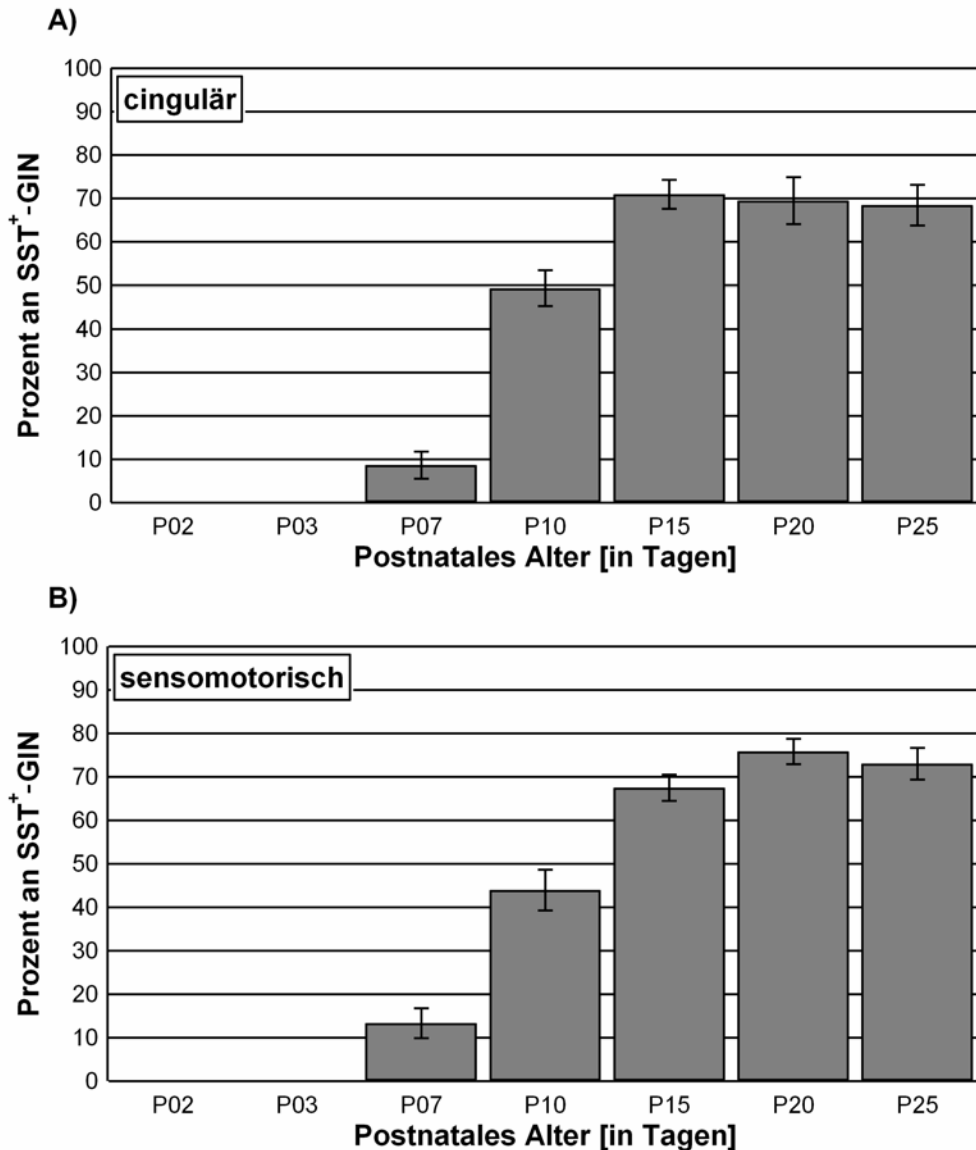 A)
cingulär
Prozent an SST⁺-GIN
100
90
80
70
60
50
40
30
20
10
0
P02 P03 P07 P10 P15 P20 P25
Postnatales Alter [in Tagen]
B)
sensomotorisch
Prozent an SST⁺-GIN
100
90
80
70
60
50
40
30
20
10
0
P02 P03 P07 P10 P15 P20 P25
Postnatales Alter [in Tagen]